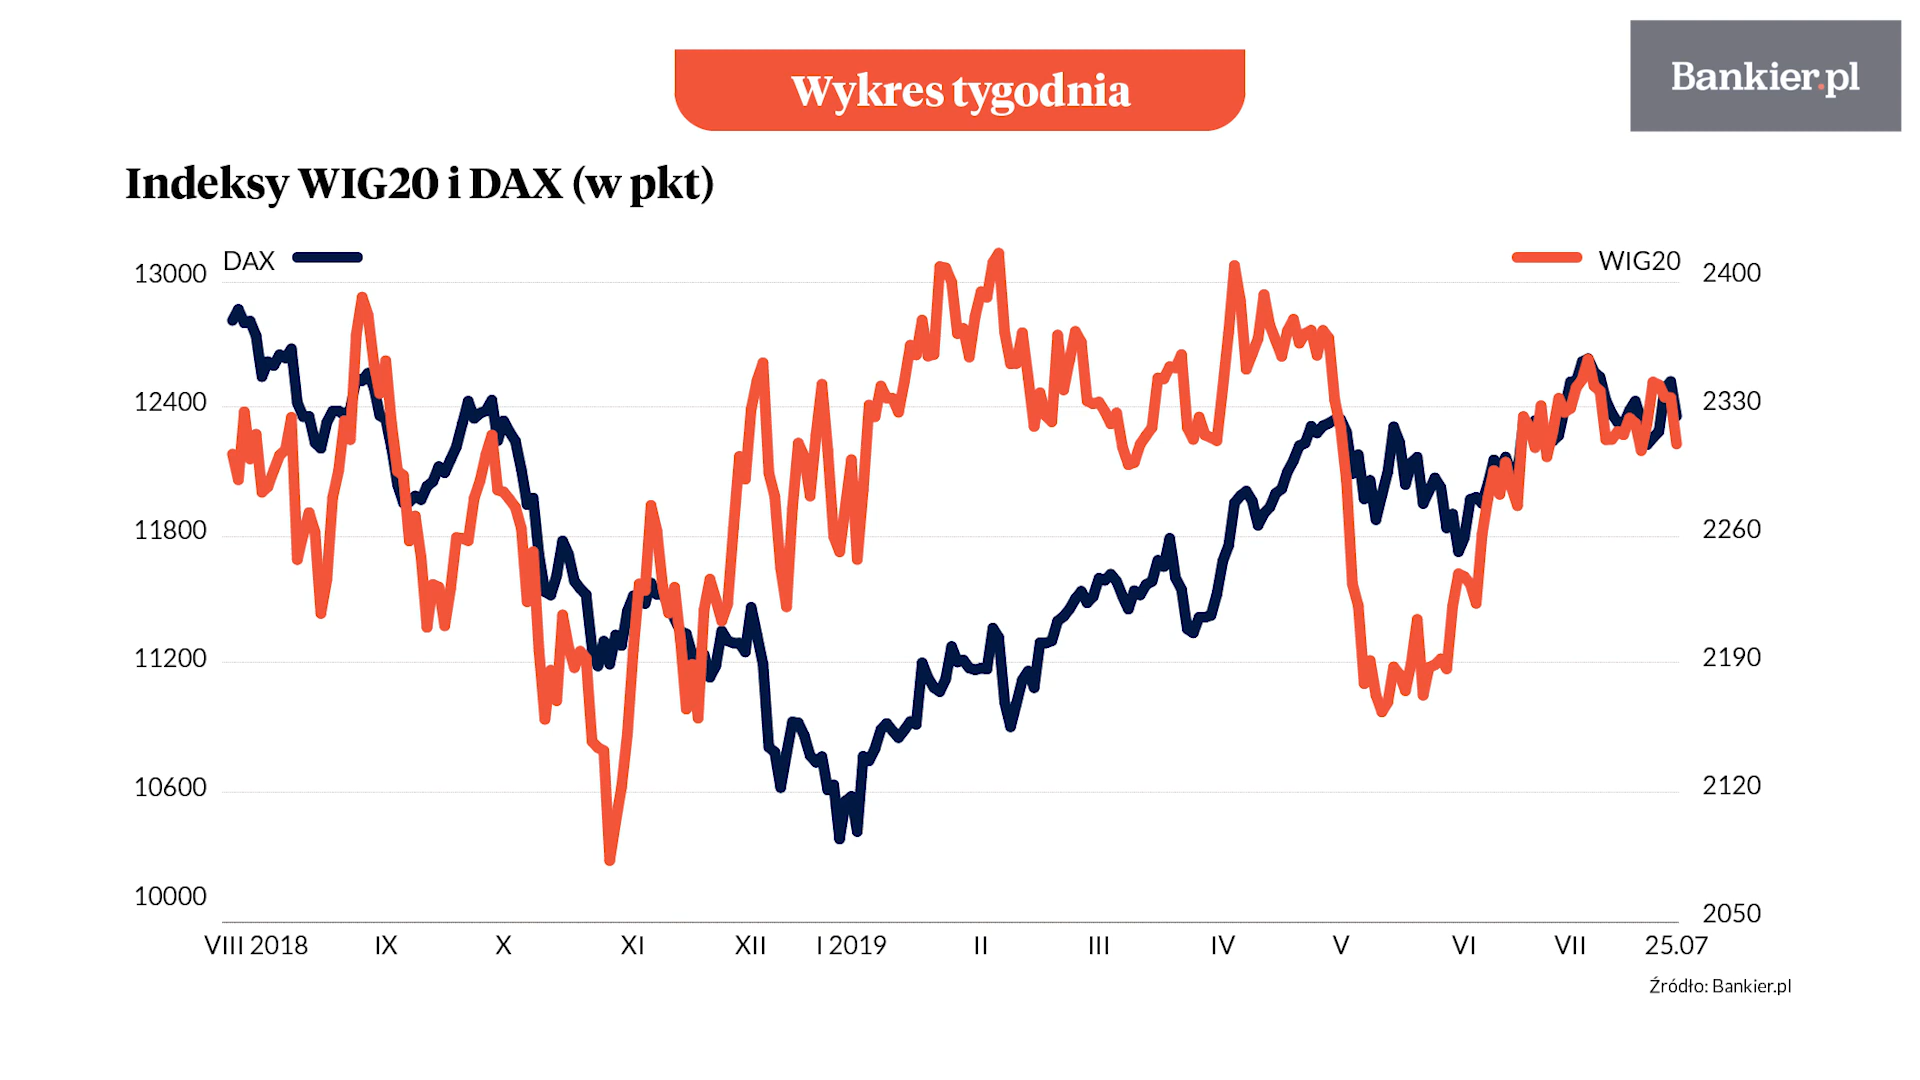 Wykres tygodnia
Bankier.pl
Indeksy WIG20 i DAX (w pkt)
DAX
WIG20
13000
2400
12400
2330
11800
2260
11200
2190
10600
2120
10000
2050
VIII 2018 IX X XI XII I 2019 II III IV V VI VII 25.07
Źródło: Bankier.pl